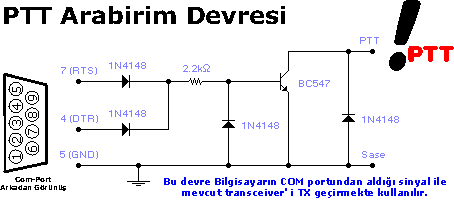 PTT Arabirim Devresi
PTT
PTT
7 (RTS)
1N4148
2.2kΩ
BC547
4 (DTR)
1N4148
1N4148
1N4148
5 (GND)
Sase
5
4
3
2
1
9
8
7
6
Com-Port
Arkadan Görünüş
Bu devre Bilgisayarın COM portundan aldığı sinyal ile
mevcut transceiver' i TX geçirmekte kullanılır.